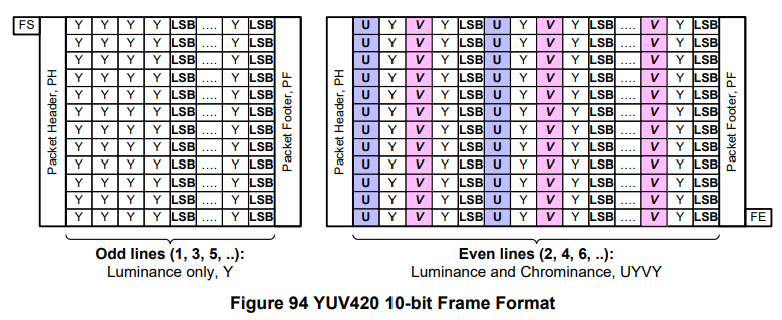 FS
Packet Header, PH
Y Y Y Y LSB .... Y LSB
Y Y Y Y LSB .... Y LSB
Y Y Y Y LSB .... Y LSB
Y Y Y Y LSB .... Y LSB
Y Y Y Y LSB .... Y LSB
Y Y Y Y LSB .... Y LSB
Y Y Y Y LSB .... Y LSB
Y Y Y Y LSB .... Y LSB
Y Y Y Y LSB .... Y LSB
Y Y Y Y LSB .... Y LSB
Y Y Y Y LSB .... Y LSB
Y Y Y Y LSB .... Y LSB
Packet Footer, PF
Odd lines (1, 3, 5, ..):
Luminance only, Y
Packet Header, PH
U Y V Y LSB U Y V Y LSB .... V Y LSB
U Y V Y LSB U Y V Y LSB .... V Y LSB
U Y V Y LSB U Y V Y LSB .... V Y LSB
U Y V Y LSB U Y V Y LSB .... V Y LSB
U Y V Y LSB U Y V Y LSB .... V Y LSB
U Y V Y LSB U Y V Y LSB .... V Y LSB
U Y V Y LSB U Y V Y LSB .... V Y LSB
U Y V Y LSB U Y V Y LSB .... V Y LSB
U Y V Y LSB U Y V Y LSB .... V Y LSB
U Y V Y LSB U Y V Y LSB .... V Y LSB
U Y V Y LSB U Y V Y LSB .... V Y LSB
U Y V Y LSB U Y V Y LSB .... V Y LSB
Packet Footer, PF
FE
Even lines (2, 4, 6, ..):
Luminance and Chrominance, UYVY
Figure 94 YUV420 10-bit Frame Format